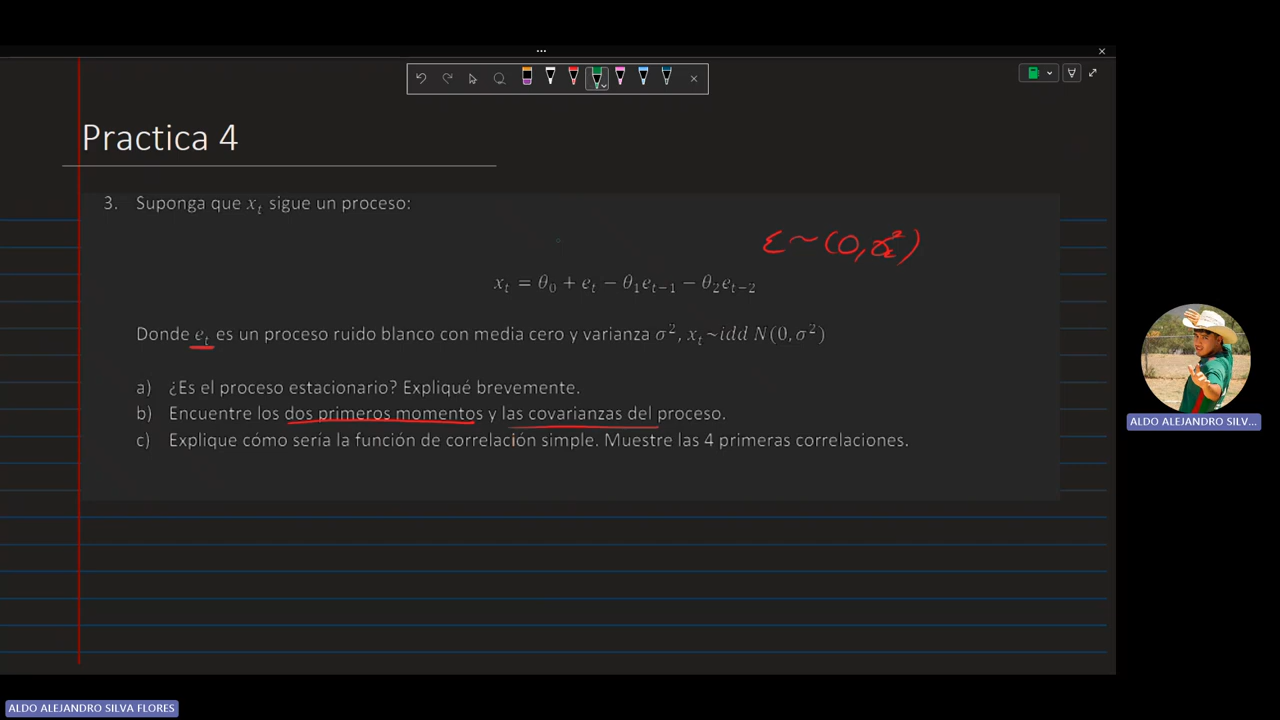 Practica 4
3. Suponga que xₜ sigue un proceso:
ε ~ (0, σ²ₑ)
xₜ = θ₀ + eₜ − θ₁eₜ₋₁ − θ₂eₜ₋₂
Donde eₜ es un proceso ruido blanco con media cero y varianza σ², xₜ~idd N(0, σ²)
a) ¿Es el proceso estacionario? Expliqué brevemente.
b) Encuentre los dos primeros momentos y las covarianzas del proceso.
c) Explique cómo sería la función de correlación simple. Muestre las 4 primeras correlaciones.
ALDO ALEJANDRO SILV...
ALDO ALEJANDRO SILVA FLORES